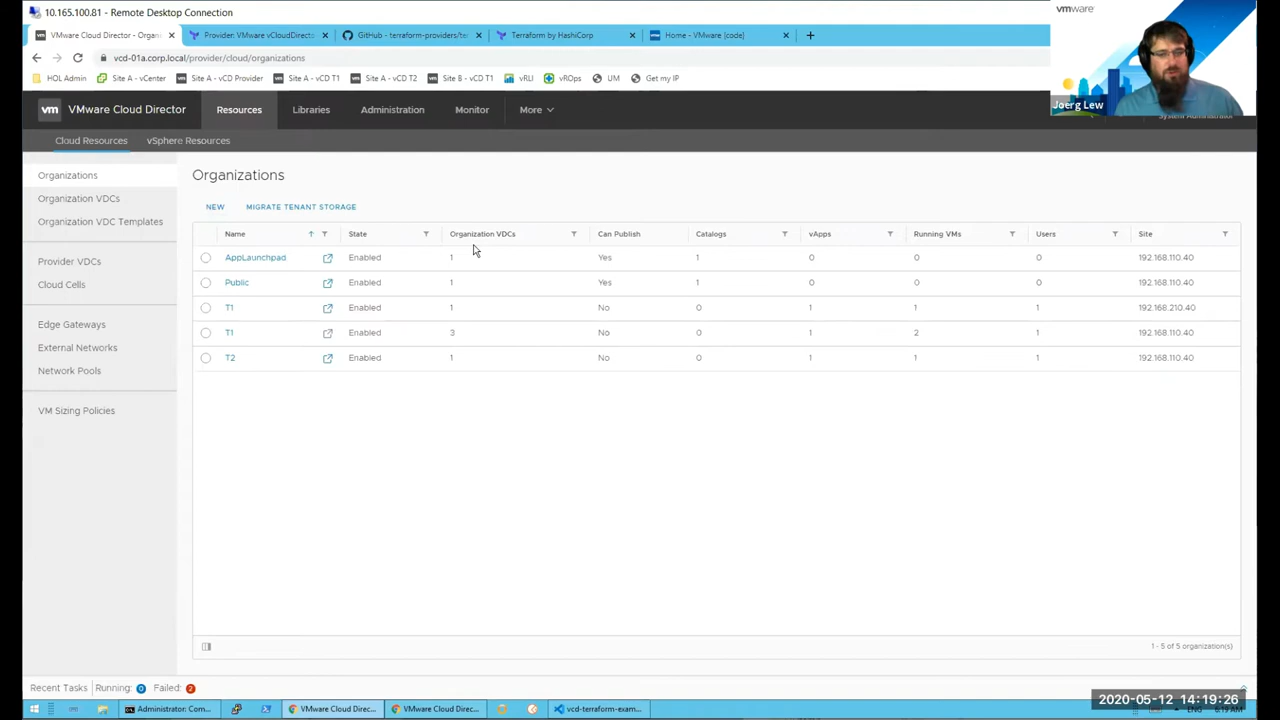 10.165.100.81 - Remote Desktop Connection
vmware
VMware Cloud Director - Organi
Provider: VMware vCloudDirecto
GitHub - terraform-providers/ter
Terraform by HashiCorp
Home - VMware {code}
vcd-01a.corp.local/provider/cloud/organizations
HOL Admin
Site A - vCenter
Site A - vCD Provider
Site A - vCD T1
Site A - vCD T2
Site B - vCD T1
vRLI
vROps
UM
Get my IP
Joerg Lew
vm
VMware Cloud Director
Resources
Libraries
Administration
Monitor
More
System Administrator
Cloud Resources
vSphere Resources
Organizations
Organization VDCs
Organization VDC Templates
Provider VDCs
Cloud Cells
Edge Gateways
External Networks
Network Pools
VM Sizing Policies
Organizations
NEW
MIGRATE TENANT STORAGE
Name State Organization VDCs Can Publish Catalogs vApps Running VMs Users Site
AppLaunchpad Enabled 1 Yes 1 0 0 0 192.168.110.40
Public Enabled 1 Yes 1 0 0 0 192.168.110.40
T1 Enabled 1 No 0 1 1 1 192.168.210.40
T1 Enabled 3 No 0 1 2 1 192.168.110.40
T2 Enabled 1 No 0 1 1 1 192.168.110.40
1 - 5 of 5 organization(s)
Recent Tasks Running: 0 Failed: 2
2020-05-12 14:19:26
Administror: Com...
VMware Cloud Direc...
VMware Cloud Direc...
vcd-terraform-exam...
ENG